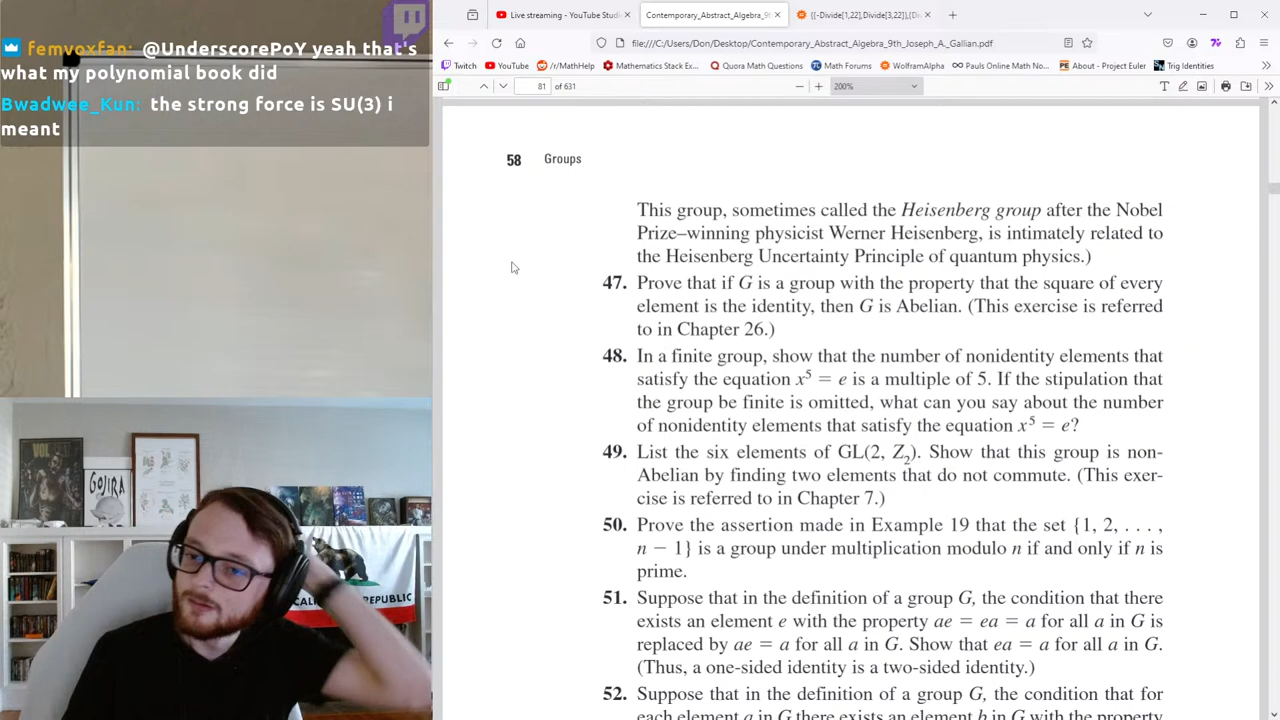 femvoxfan: @UnderscorePoY yeah that's
what my polynomial book did
Bwadwee_Kun: the strong force is SU(3) i
meant
Live streaming - YouTube Studi
Contemporary_Abstract_Algebra_9th
{{-Divide[1,22],Divide[3,22]},{Di
file:///C:/Users/Don/Desktop/Contemporary_Abstract_Algebra_9th_Joseph_A._Gallian.pdf
Twitch YouTube /r/MathHelp Mathematics Stack Ex... Quora Mathematics Questions Math Forums WolframAlpha Pauls Online Math No... About - Project Euler Trig Identities
81 of 631
200%
58 Groups
This group, sometimes called the Heisenberg group after the Nobel
Prize–winning physicist Werner Heisenberg, is intimately related to
the Heisenberg Uncertainty Principle of quantum physics.)
47. Prove that if G is a group with the property that the square of every
element is the identity, then G is Abelian. (This exercise is referred
to in Chapter 26.)
48. In a finite group, show that the number of nonidentity elements that
satisfy the equation x⁵ = e is a multiple of 5. If the stipulation that
the group be finite is omitted, what can you say about the number
of nonidentity elements that satisfy the equation x⁵ = e?
49. List the six elements of GL(2, Z₂). Show that this group is non-
Abelian by finding two elements that do not commute. (This exer-
cise is referred to in Chapter 7.)
50. Prove the assertion made in Example 19 that the set {1, 2, . . . ,
n − 1} is a group under multiplication modulo n if and only if n is
prime.
51. Suppose that in the definition of a group G, the condition that there
exists an element e with the property ae = ea = a for all a in G is
replaced by ae = a for all a in G. Show that ea = a for all a in G.
(Thus, a one-sided identity is a two-sided identity.)
52. Suppose that in the definition of a group G, the condition that for
each element a in G there exists an element b in G with the property
GOJIRA
REPUBLIC